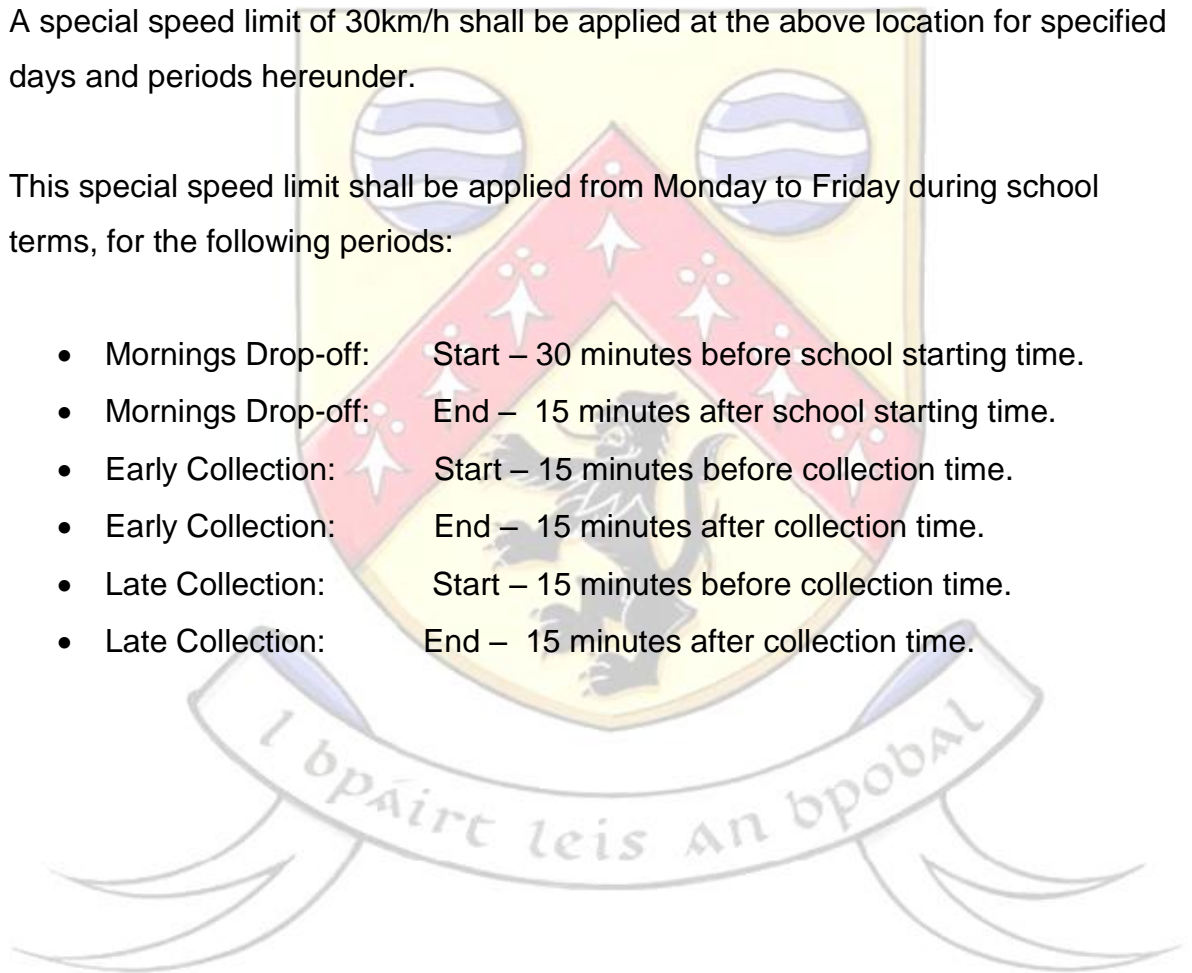 A special speed limit of 30km/h shall be applied at the above location for specified
days and periods hereunder.
This special speed limit shall be applied from Monday to Friday during school
terms, for the following periods:
• Mornings Drop-off: Start – 30 minutes before school starting time.
• Mornings Drop-off: End – 15 minutes after school starting time.
• Early Collection: Start – 15 minutes before collection time.
• Early Collection: End – 15 minutes after collection time.
• Late Collection: Start – 15 minutes before collection time.
• Late Collection: End – 15 minutes after collection time.
i bpáirt leis an bpobal